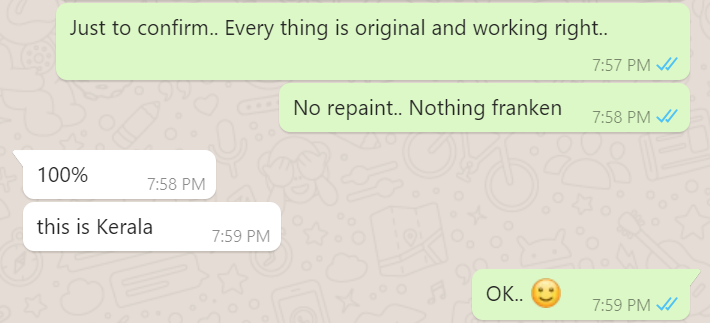 Just to confirm.. Every thing is original and working right..
7:57 PM
No repaint.. Nothing franken
7:58 PM
100%
7:58 PM
this is Kerala
7:59 PM
OK.. 🙂
7:59 PM